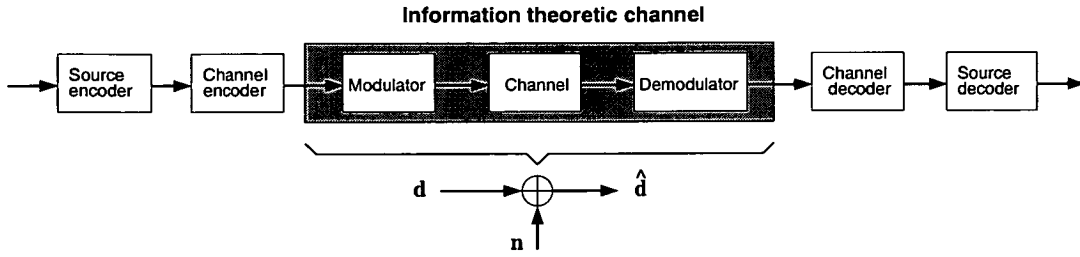 Information theoretic channel
Source
encoder
Channel
encoder
Modulator
Channel
Demodulator
Channel
decoder
Source
decoder
d
d̂
n